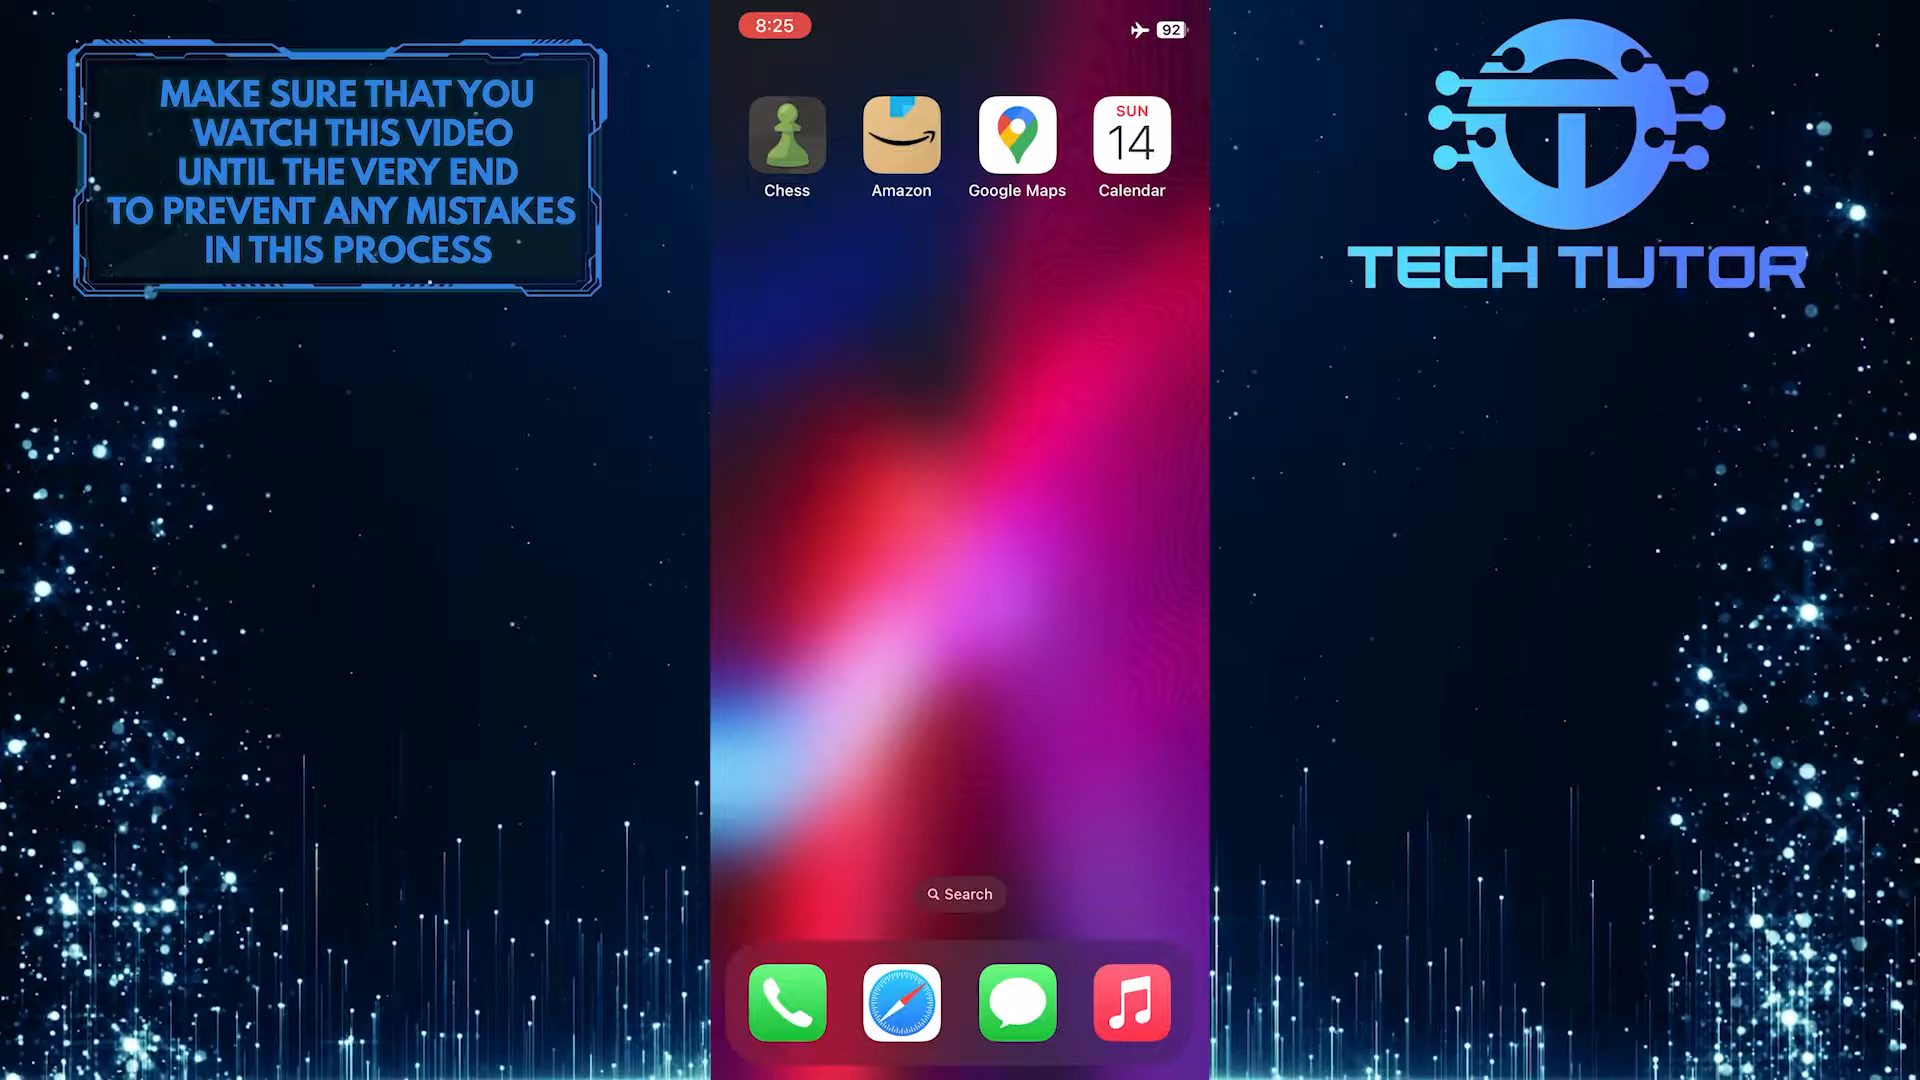 MAKE SURE THAT YOU
WATCH THIS VIDEO
UNTIL THE VERY END
TO PREVENT ANY MISTAKES
IN THIS PROCESS
8:25
92
Chess
Amazon
Google Maps
SUN
14
Calendar
Search
TECH TUTOR